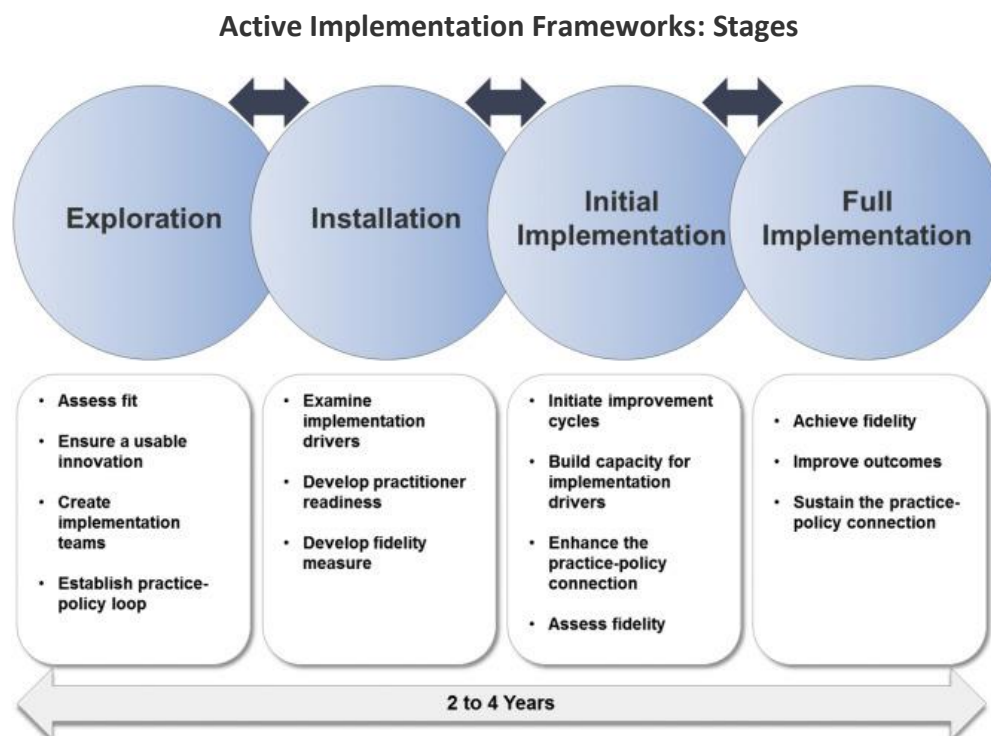 Active Implementation Frameworks: Stages
Exploration
Installation
Initial
Implementation
Full
Implementation
• Assess fit
• Ensure a usable
innovation
• Create
implementation
teams
• Establish practice-
policy loop
• Examine
implementation
drivers
• Develop practitioner
readiness
• Develop fidelity
measure
• Initiate improvement
cycles
• Build capacity for
implementation
drivers
• Enhance the
practice-policy
connection
• Assess fidelity
• Achieve fidelity
• Improve outcomes
• Sustain the practice-
policy connection
2 to 4 Years